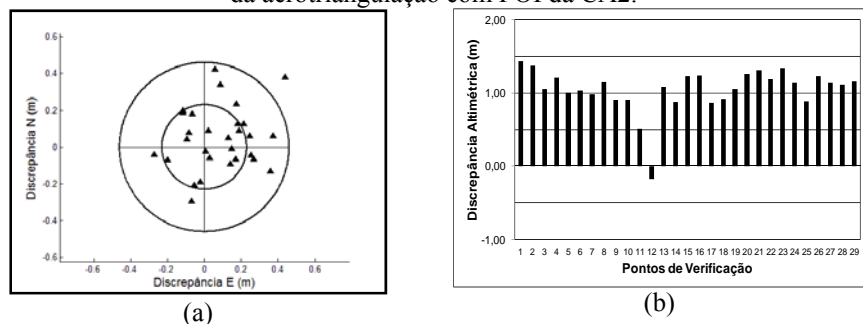 da aerotriangulação com POI da CA2.
0.6
0.4
0.2
0
-0.2
-0.4
-0.6
Discrepância N (m)
-0.6 -0.4 -0.2 0 0.2 0.4 0.6
Discrepância E (m)
(a)
2,00
1,00
0,00
-1,00
Discrepância Altimétrica (m)
1 2 3 4 5 6 7 8 9 10 11 12 13 14 15 16 17 18 19 20 21 22 23 24 25 26 27 28 29
Pontos de Verificação
(b)